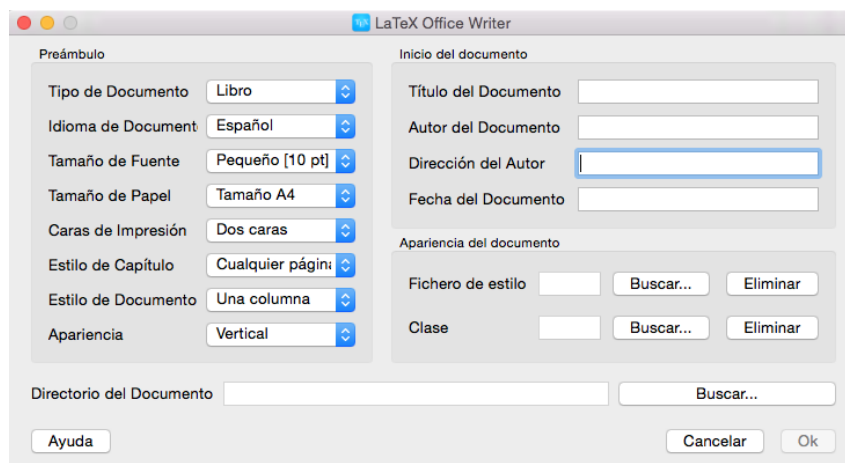 LaTeX Office Writer
Preámbulo
Tipo de Documento Libro
Idioma de Document Español
Tamaño de Fuente Pequeño [10 pt]
Tamaño de Papel Tamaño A4
Caras de Impresión Dos caras
Estilo de Capítulo Cualquier página
Estilo de Documento Una columna
Apariencia Vertical
Inicio del documento
Título del Documento
Autor del Documento
Dirección del Autor
Fecha del Documento
Apariencia del documento
Fichero de estilo Buscar... Eliminar
Clase Buscar... Eliminar
Directorio del Documento Buscar...
Ayuda Cancelar Ok